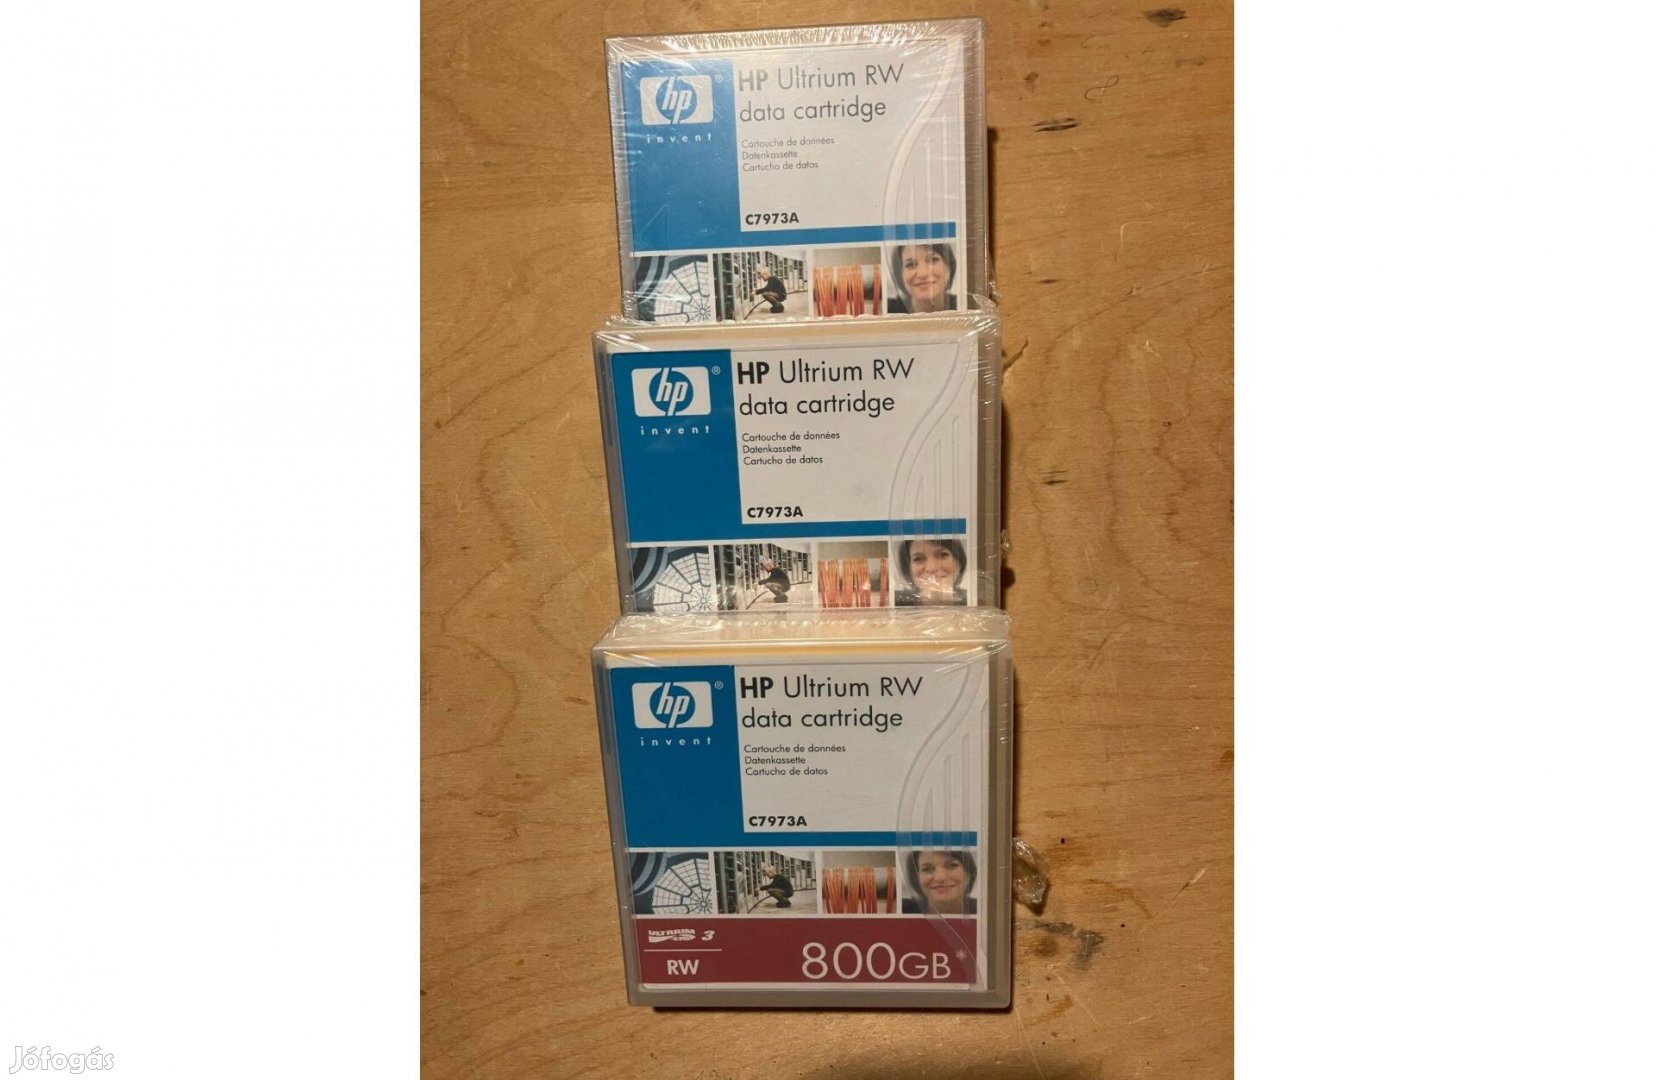 hp®
invent
HP Ultrium RW
data cartridge
Cartouche de données
Datenkassette
Cartucho de datos
C7973A
hp®
invent
HP Ultrium RW
data cartridge
Cartouche de données
Datenkassette
Cartucho de datos
C7973A
hp®
invent
HP Ultrium RW
data cartridge
Cartouche de données
Datenkassette
Cartucho de datos
C7973A
ULTRIUM LTO 3
RW
800GB*
Jófogás